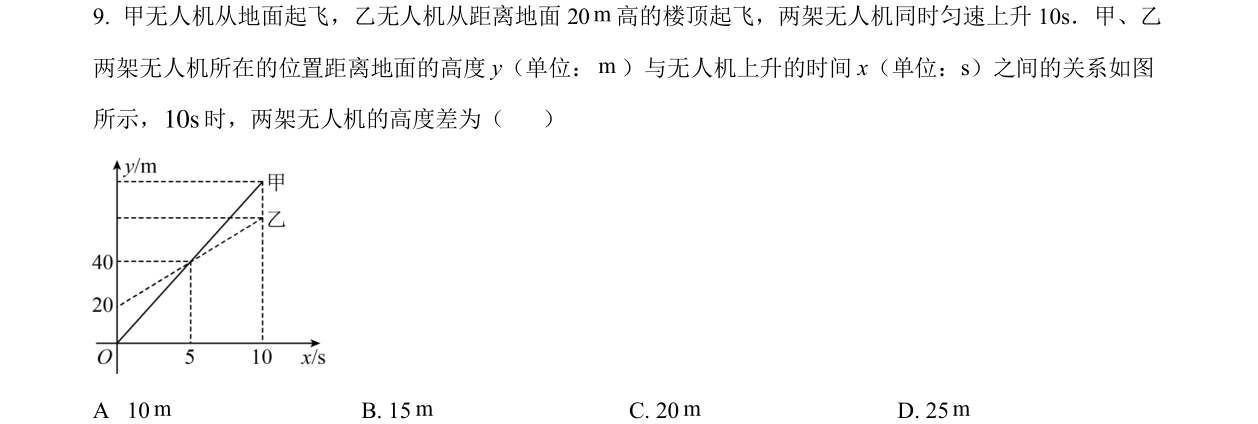 9. 甲无人机从地面起飞，乙无人机从距离地面 20 m 高的楼顶起飞，两架无人机同时匀速上升 10s．甲、乙
两架无人机所在的位置距离地面的高度 y（单位：m）与无人机上升的时间 x（单位：s）之间的关系如图
所示，10s 时，两架无人机的高度差为（ ）
y/m
甲
乙
40
20
O 5 10 x/s
A 10 m B. 15 m C. 20 m D. 25 m